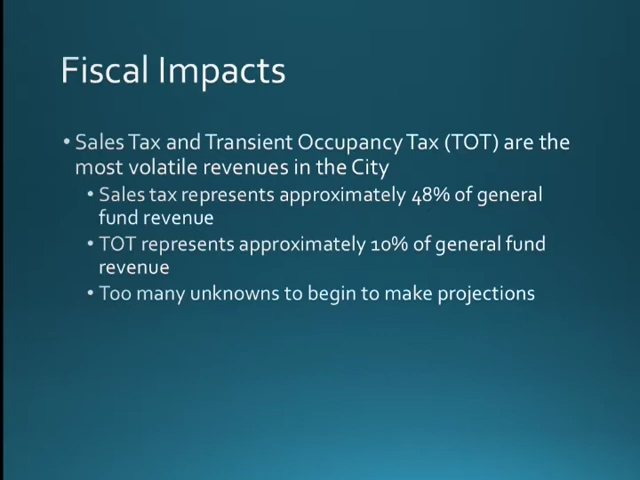 Fiscal Impacts
• Sales Tax and Transient Occupancy Tax (TOT) are the
most volatile revenues in the City
• Sales tax represents approximately 48% of general
fund revenue
• TOT represents approximately 10% of general fund
revenue
• Too many unknowns to begin to make projections